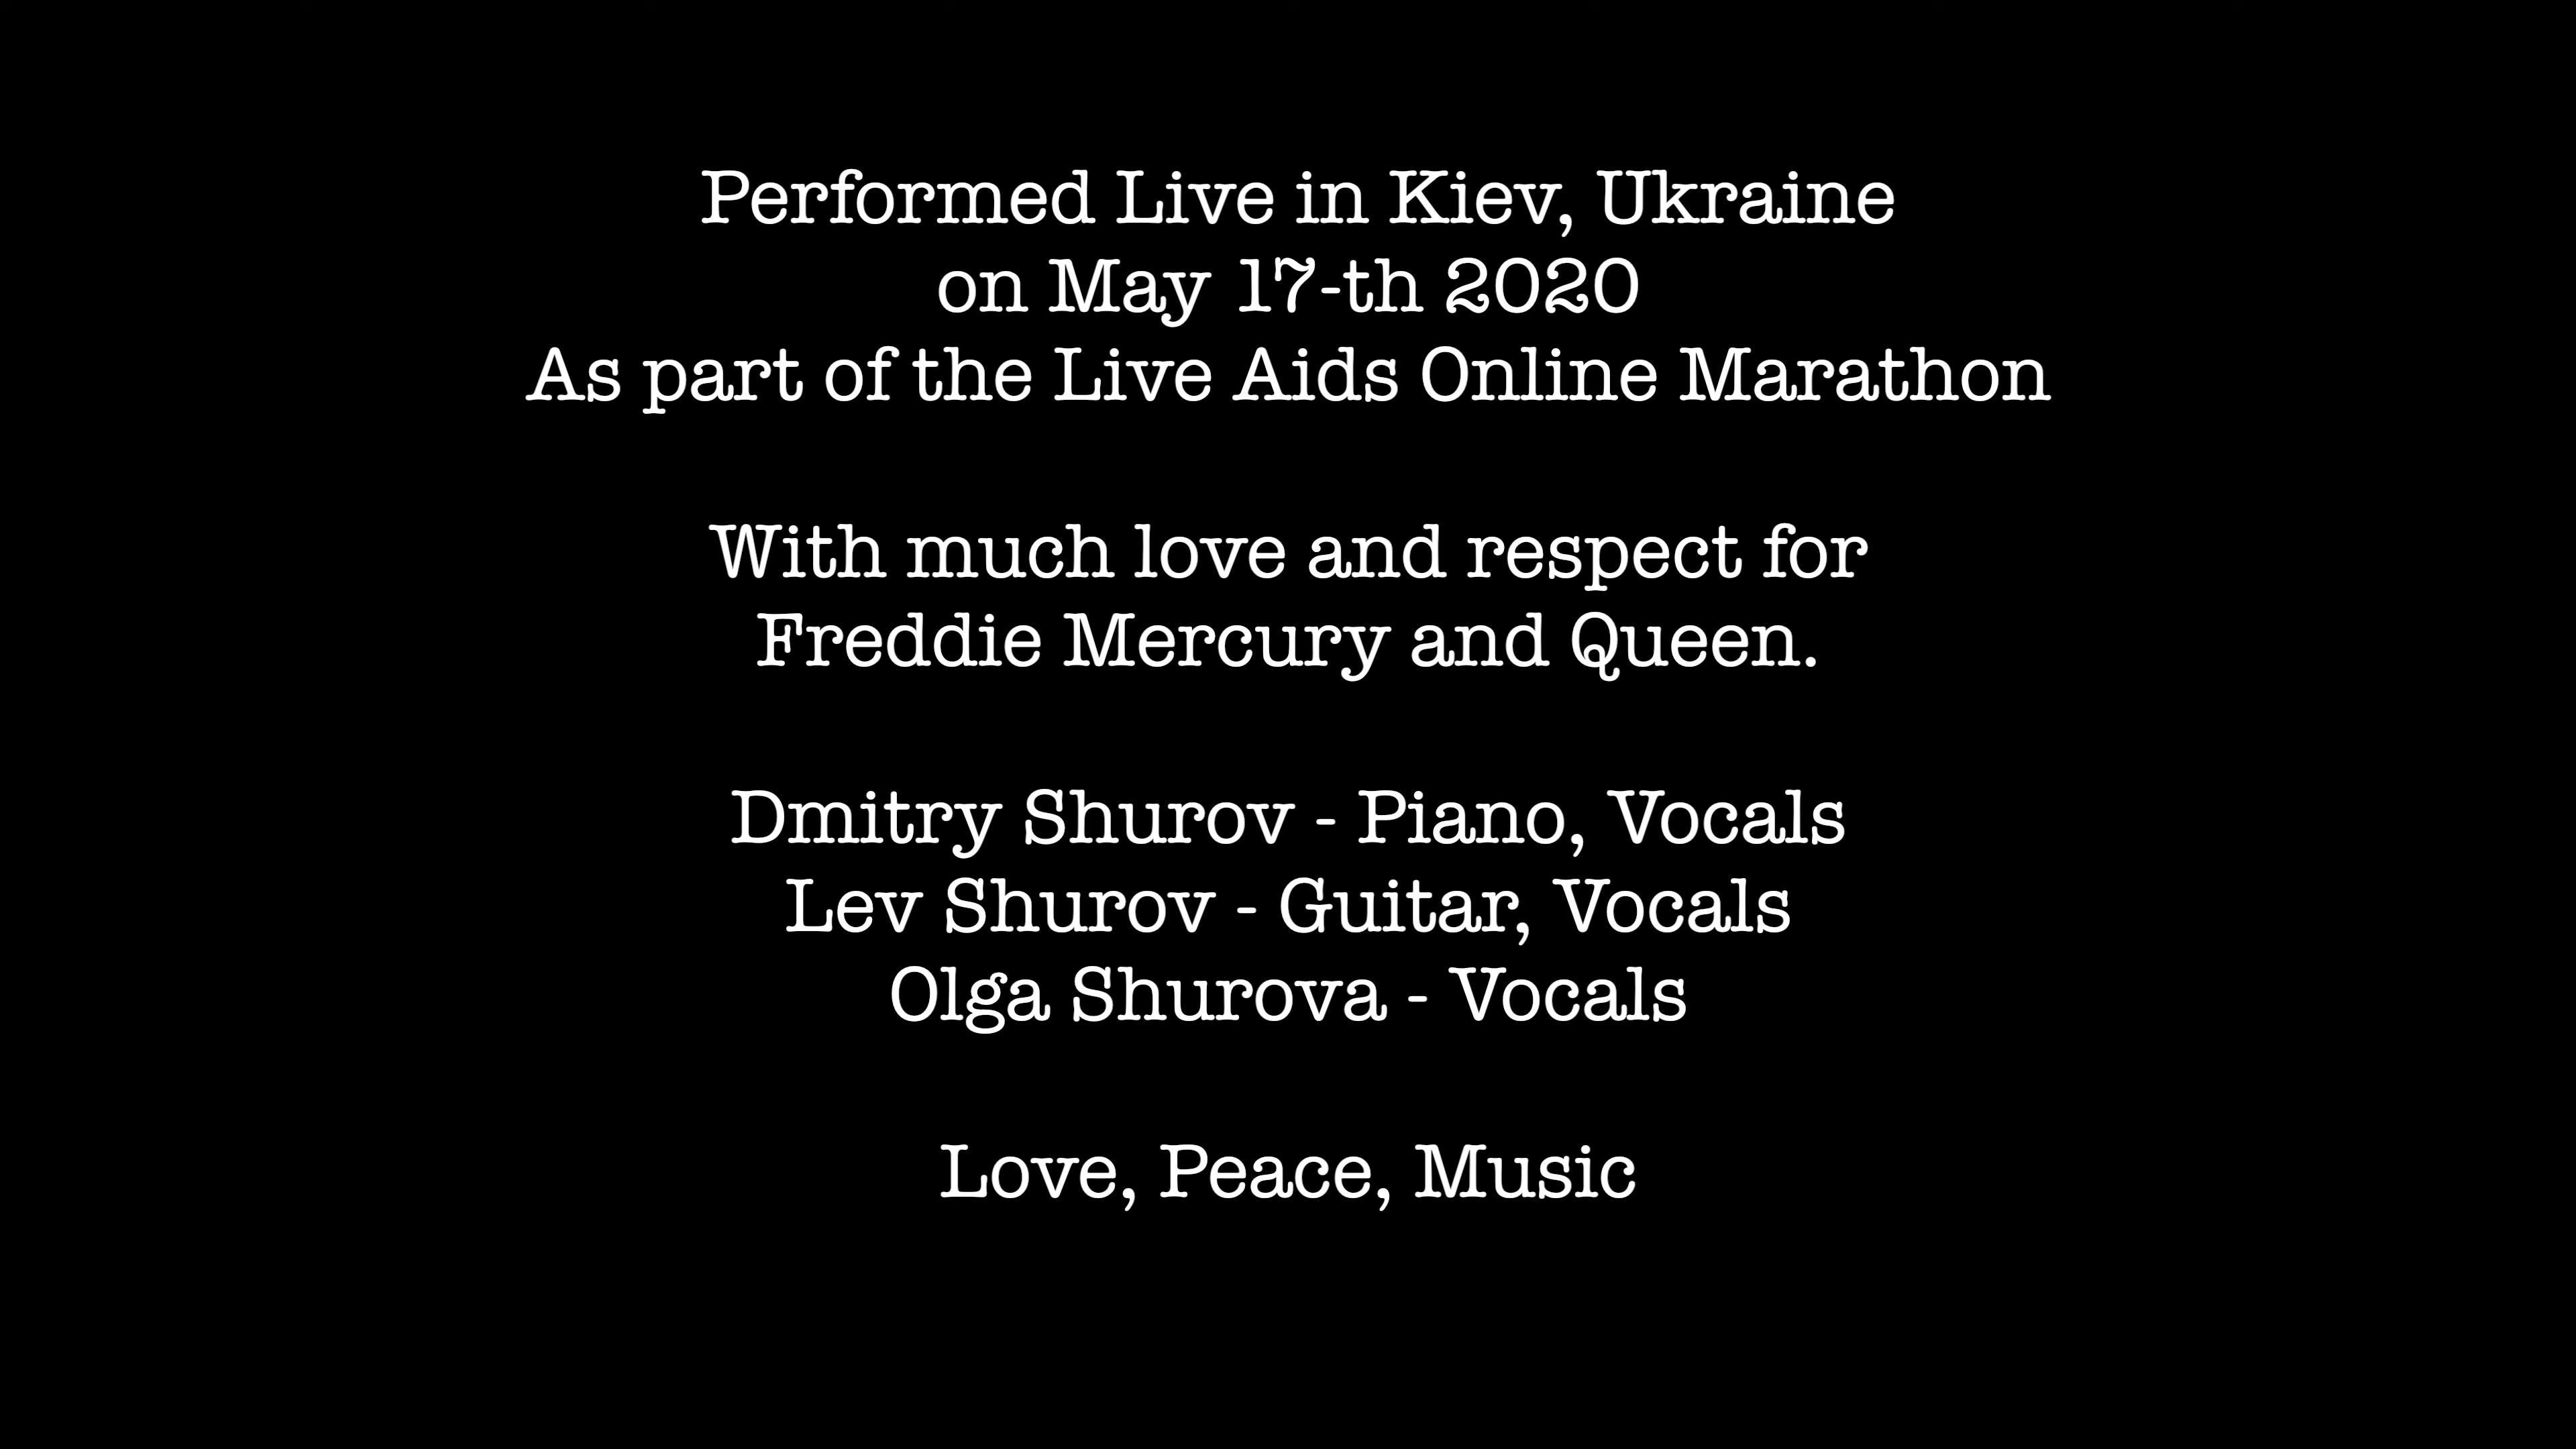 Performed Live in Kiev, Ukraine
on May 17-th 2020
As part of the Live Aids Online Marathon
With much love and respect for
Freddie Mercury and Queen.
Dmitry Shurov - Piano, Vocals
Lev Shurov - Guitar, Vocals
Olga Shurova - Vocals
Love, Peace, Music